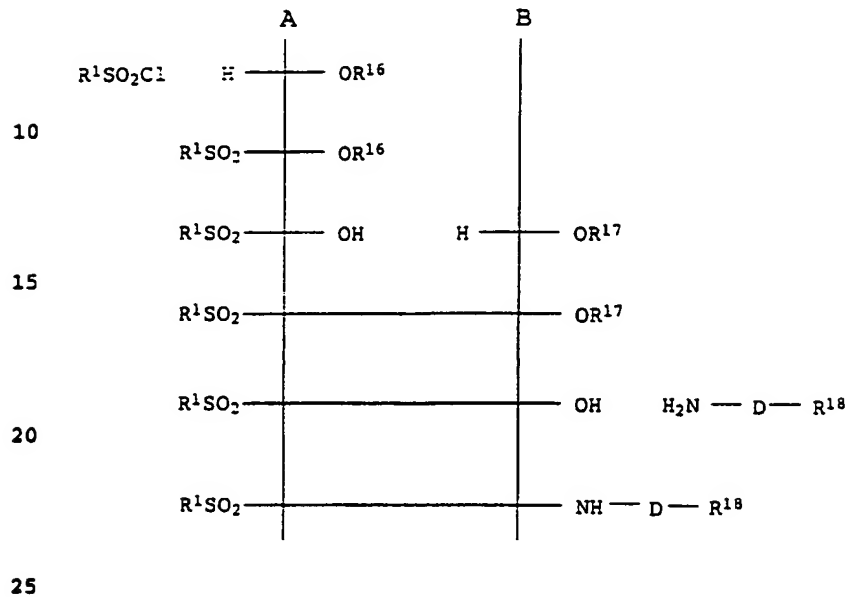 A B
R¹SO₂Cl H OR¹⁶
10
R¹SO₂ OR¹⁶
R¹SO₂ OH H OR¹⁷
15
R¹SO₂ OR¹⁷
R¹SO₂ OH H₂N — D — R¹⁸
20
R¹SO₂ NH — D — R¹⁸
25